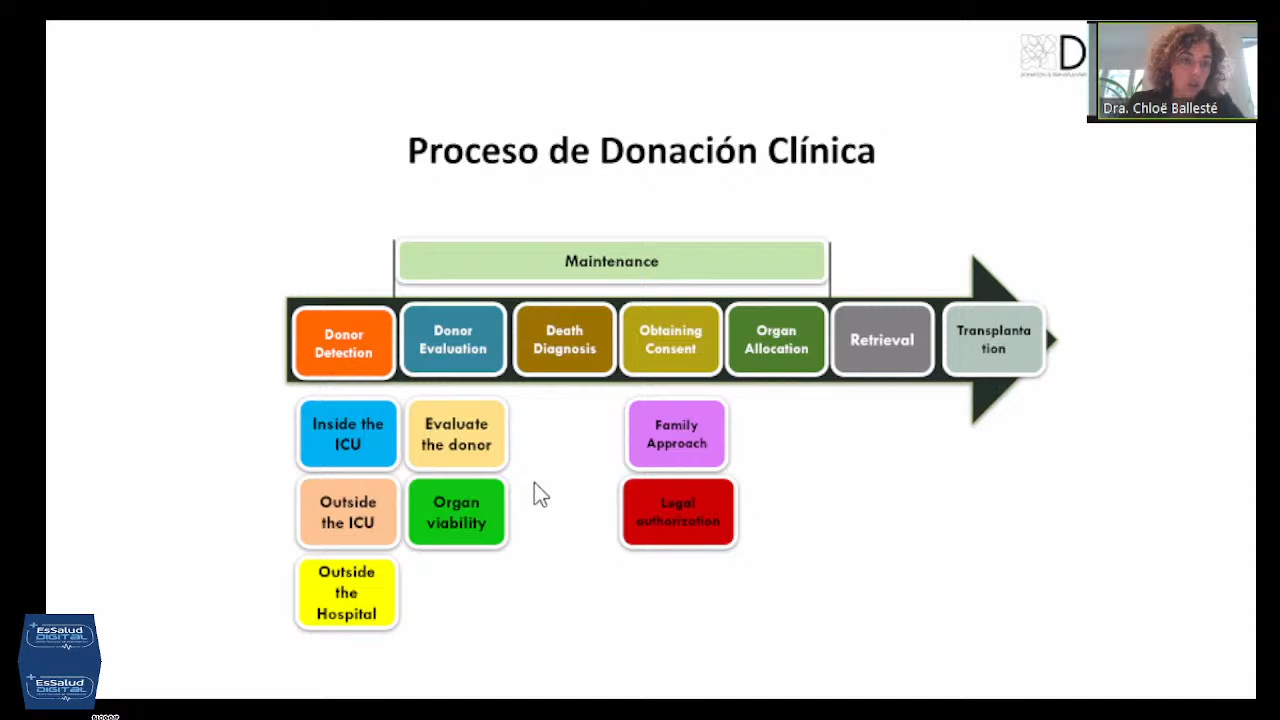 D
Dra. Chloë Ballesté
Proceso de Donación Clínica
Maintenance
Donor
Detection
Donor
Evaluation
Death
Diagnosis
Obtaining
Consent
Organ
Allocation
Retrieval
Transplanta
tion
Inside the
ICU
Evaluate
the donor
Family
Approach
Outside
the ICU
Organ
viability
Legal
authorization
Outside
the
Hospital
EsSalud
DIGITAL
EsSalud
DIGITAL